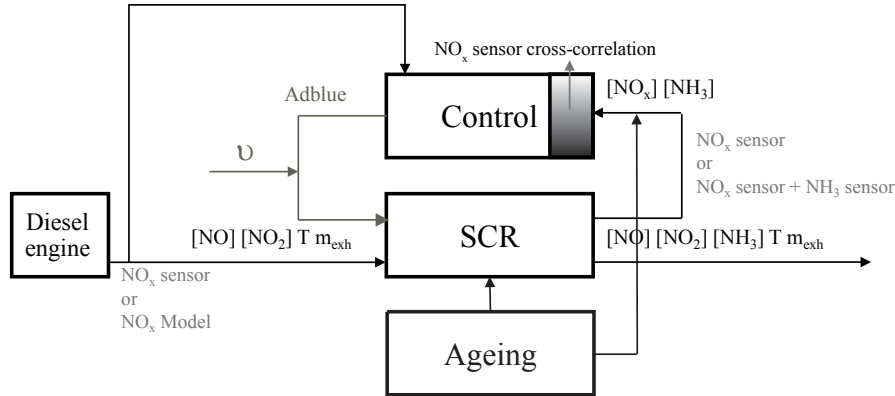 NOₓ sensor cross-correlation
Adblue
Control
[NOₓ] [NH₃]
υ
NOₓ sensor
or
NOₓ sensor + NH₃ sensor
Diesel
engine
[NO] [NO₂] T mₑₓₕ
SCR
[NO] [NO₂] [NH₃] T mₑₓₕ
NOₓ sensor
or
NOₓ Model
Ageing